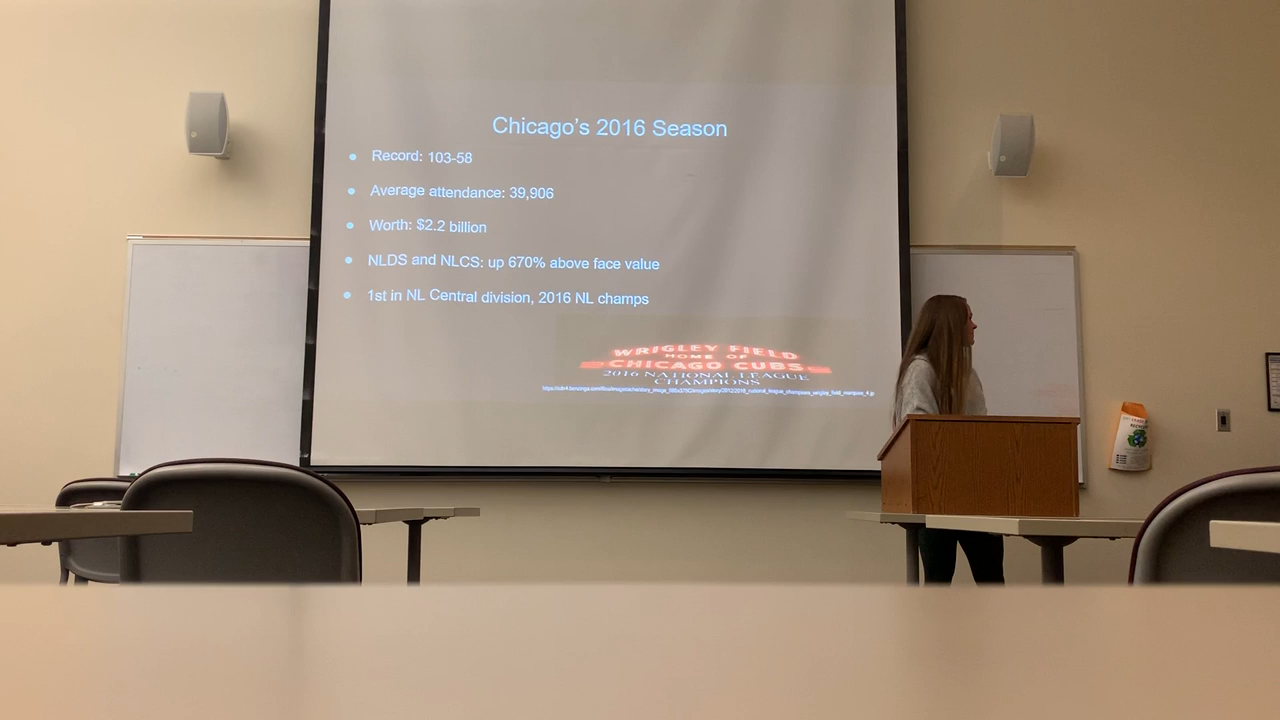 Chicago's 2016 Season
Record: 103-58
Average attendance: 39,906
Worth: $2.2 billion
NLDS and NLCS: up 670% above face value
1st in NL Central division, 2016 NL champs
WRIGLEY FIELD
HOME OF
CHICAGO CUBS
2016 NATIONAL LEAGUE
CHAMPIONS